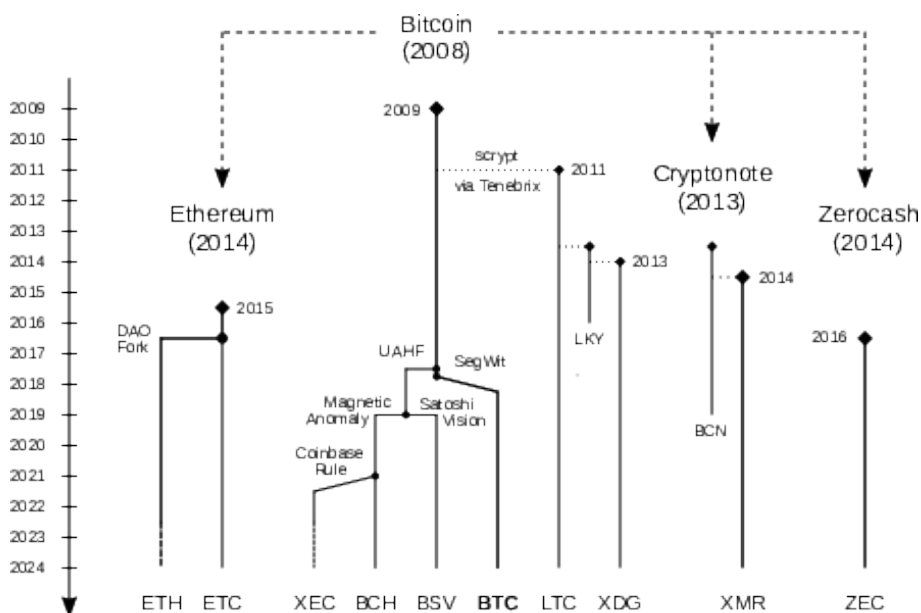 Bitcoin
(2008)
2009
2010
2011
2012
2013
2014
2015
2016
2017
2018
2019
2020
2021
2022
2023
2024
Ethereum
(2014)
2015
DAO
Fork
2009
scrypt
via Tenebrix
2011
2013
LKY
UAHF
SegWit
Magnetic
Anomaly
Satoshi
Vision
Coinbase
Rule
Cryptonote
(2013)
2014
BCN
Zerocash
(2014)
2016
ETH
ETC
XEC
BCH
BSV
BTC
LTC
XDG
XMR
ZEC